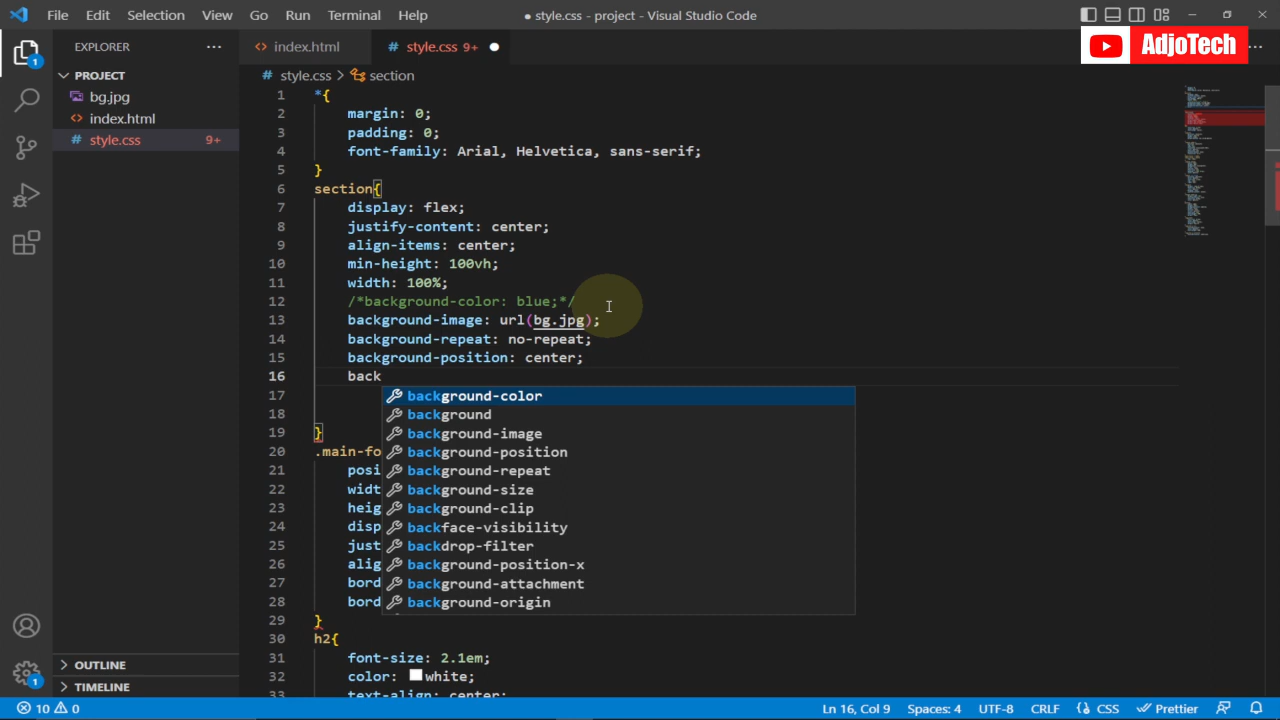 File Edit Selection View Go Run Terminal Help
● style.css - project - Visual Studio Code
AdjoTech
EXPLORER
PROJECT
bg.jpg
index.html
style.css 9+
OUTLINE
TIMELINE
index.html
style.css 9+
style.css > section
1 *{
2 margin: 0;
3 padding: 0;
4 font-family: Arial, Helvetica, sans-serif;
5 }
6 section{
7 display: flex;
8 justify-content: center;
9 align-items: center;
10 min-height: 100vh;
11 width: 100%;
12 /*background-color: blue;*/
13 background-image: url(bg.jpg);
14 background-repeat: no-repeat;
15 background-position: center;
16 back
17
18
19 }
20 .main-fo
21 posi
22 widt
23 heig
24 disp
25 just
26 alig
27 bord
28 bord
29 }
30 h2{
31 font-size: 2.1em;
32 color: white;
33 text-align: center;
background-color
background
background-image
background-position
background-repeat
background-size
background-clip
backface-visibility
backdrop-filter
background-position-x
background-attachment
background-origin
1
1
10 0
Ln 16, Col 9 Spaces: 4 UTF-8 CRLF CSS Prettier